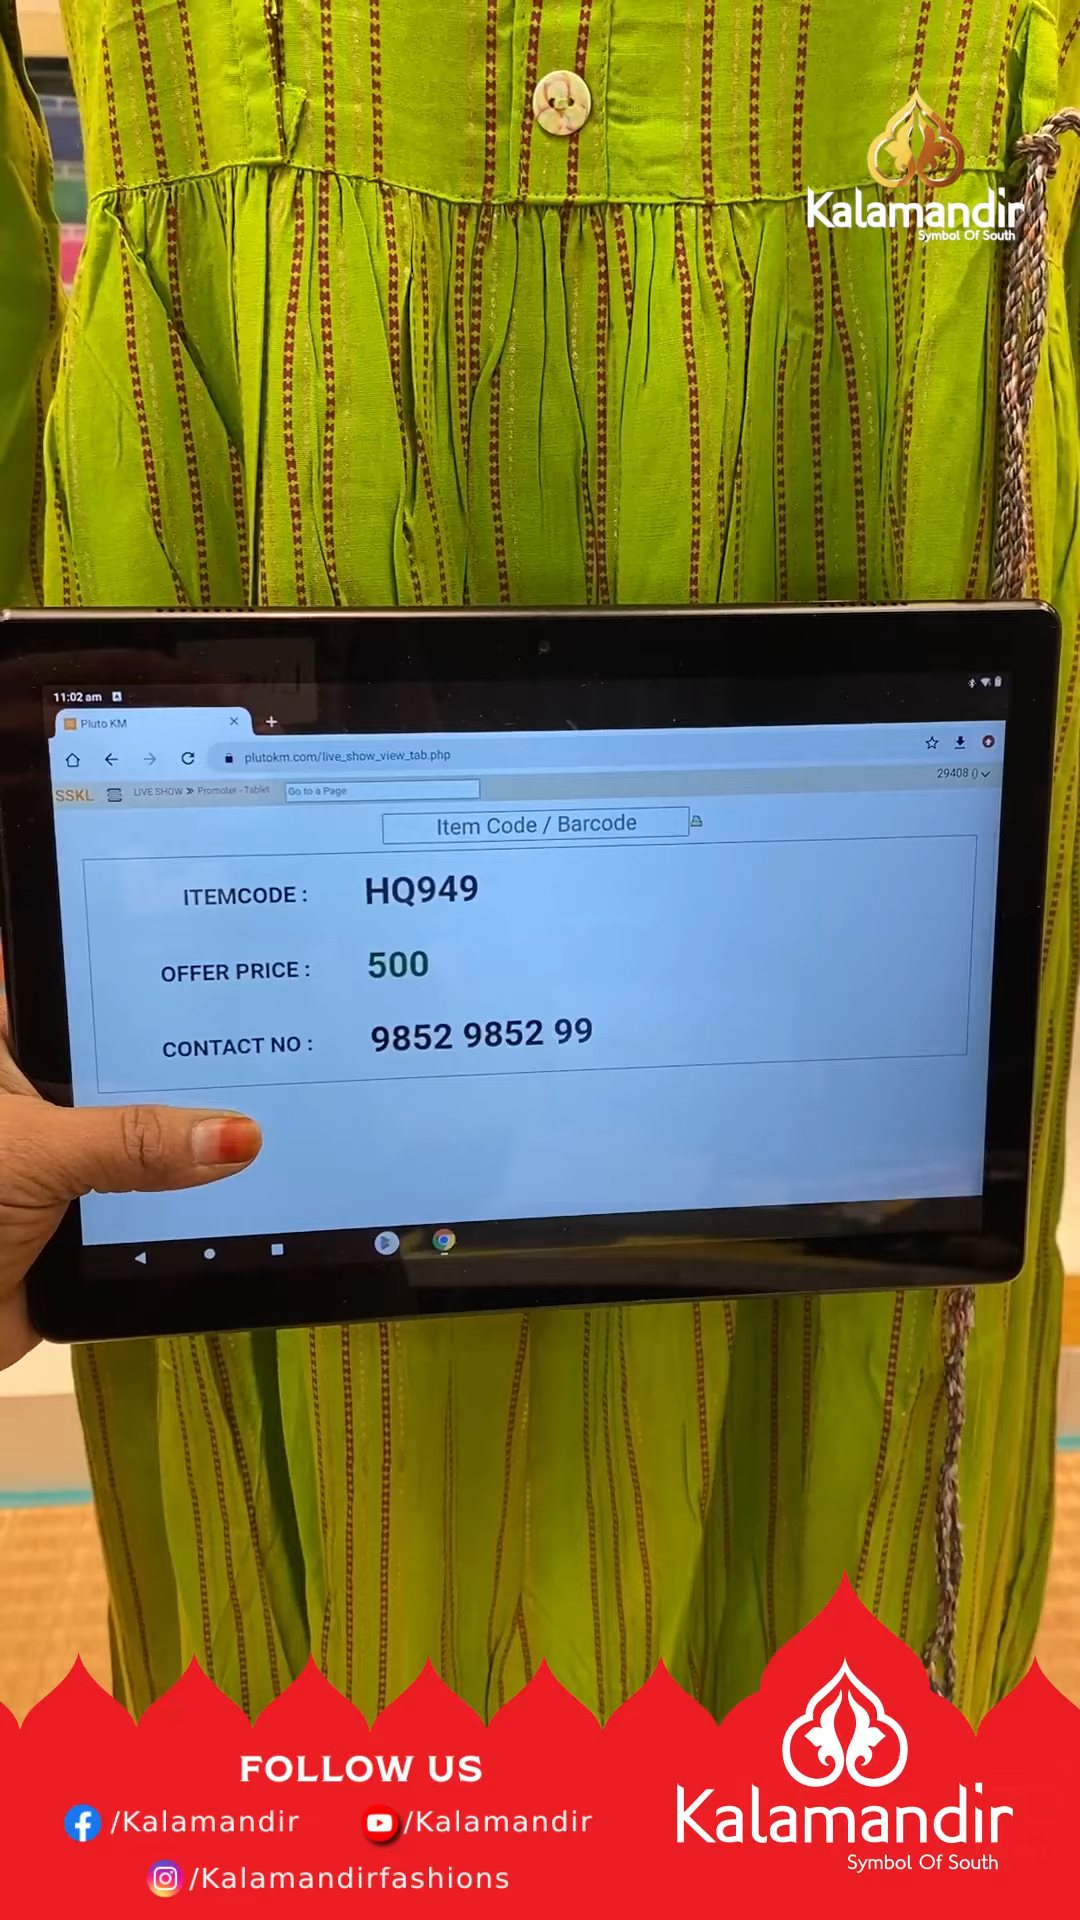 Kalamandir
Symbol Of South
11:02 am
Pluto KM
plutokm.com/live_show_view_tab.php
29408 ()
SSKL
LIVE SHOW » Promoter - Tablet
Go to a Page
Item Code / Barcode
ITEMCODE : HQ949
OFFER PRICE : 500
CONTACT NO : 9852 9852 99
FOLLOW US
/Kalamandir
/Kalamandir
/Kalamandirfashions
Kalamandir
Symbol Of South